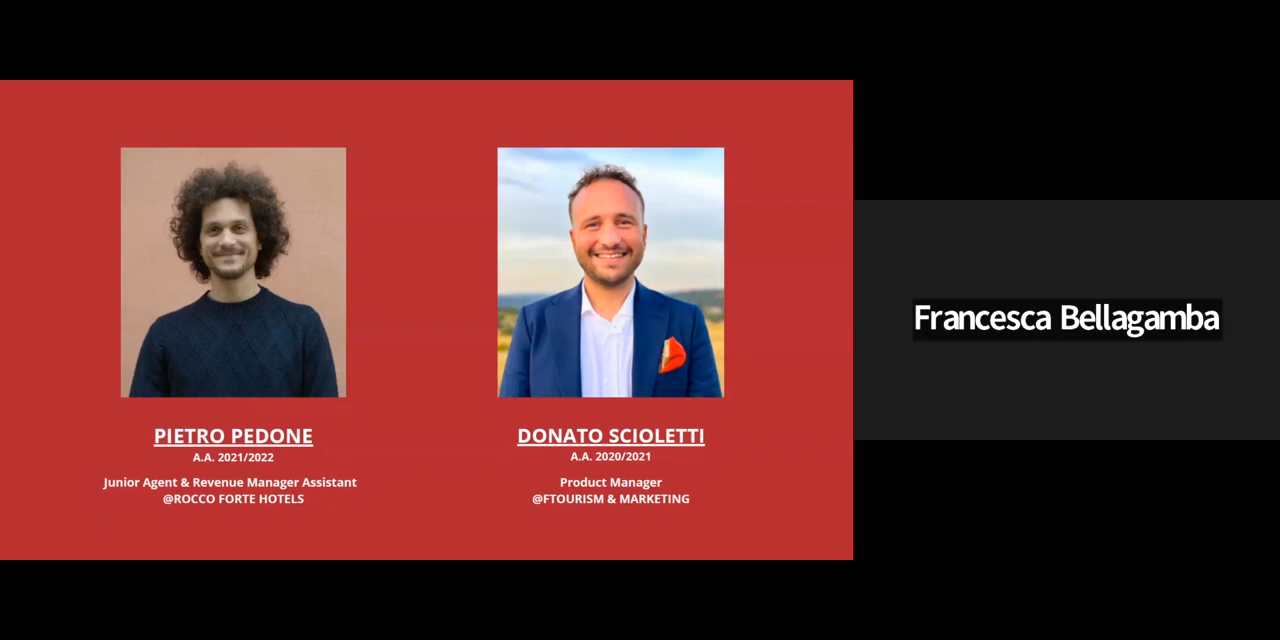 PIETRO PEDONE
A.A. 2021/2022
Junior Agent & Revenue Manager Assistant
@ROCCO FORTE HOTELS
DONATO SCIOLETTI
A.A. 2020/2021
Product Manager
@FTOURISM & MARKETING
Francesca Bellagamba